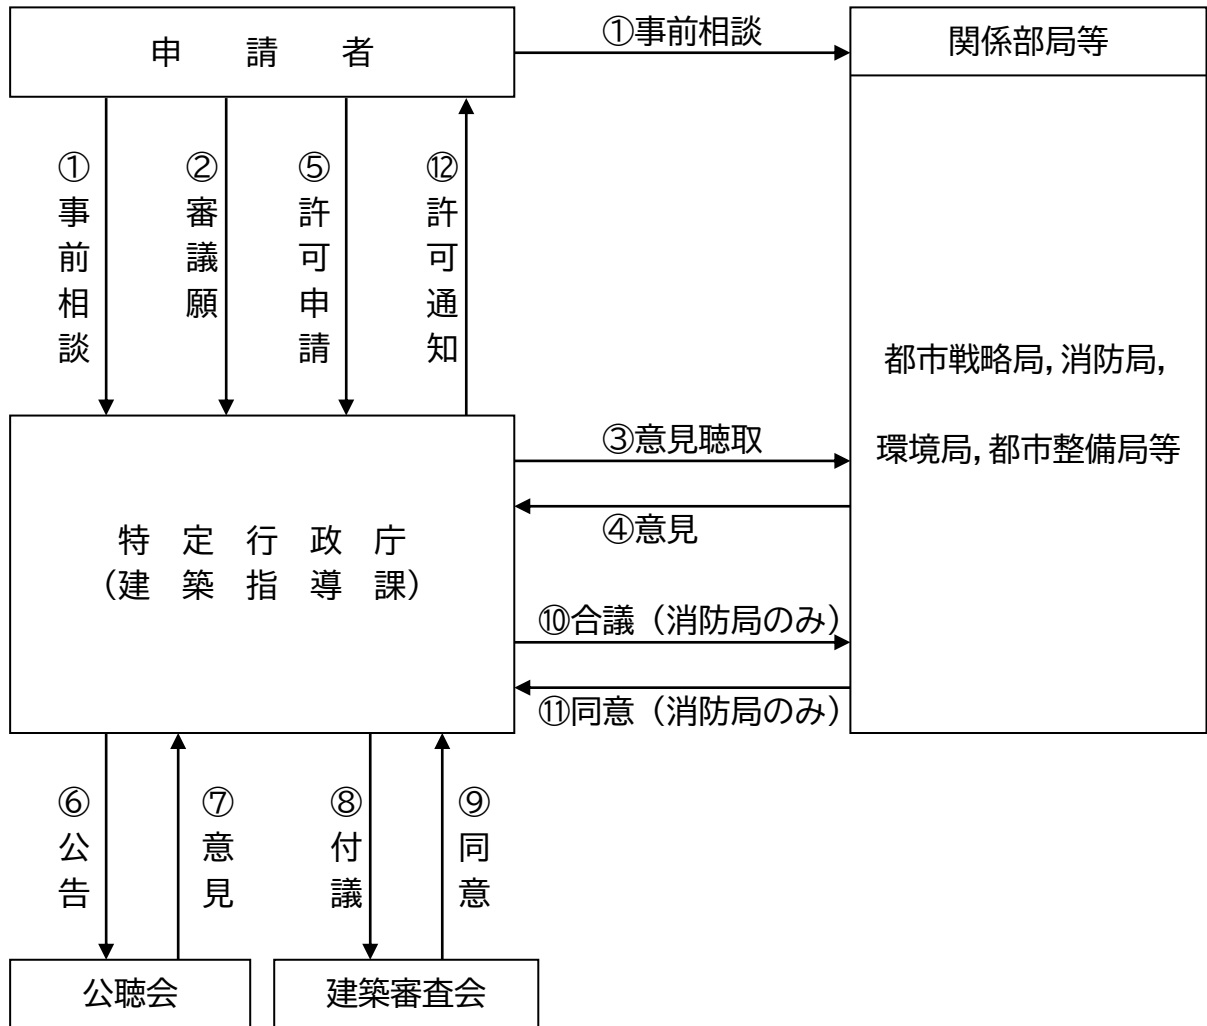 申請者
①事前相談
関係部局等
①事前相談
②審議願
⑤許可申請
⑫許可通知
都市戦略局,消防局,
環境局,都市整備局等
③意見聴取
④意見
特定行政庁
(建築指導課)
⑩合議（消防局のみ）
⑪同意（消防局のみ）
⑥公告
⑦意見
⑧付議
⑨同意
公聴会
建築審査会